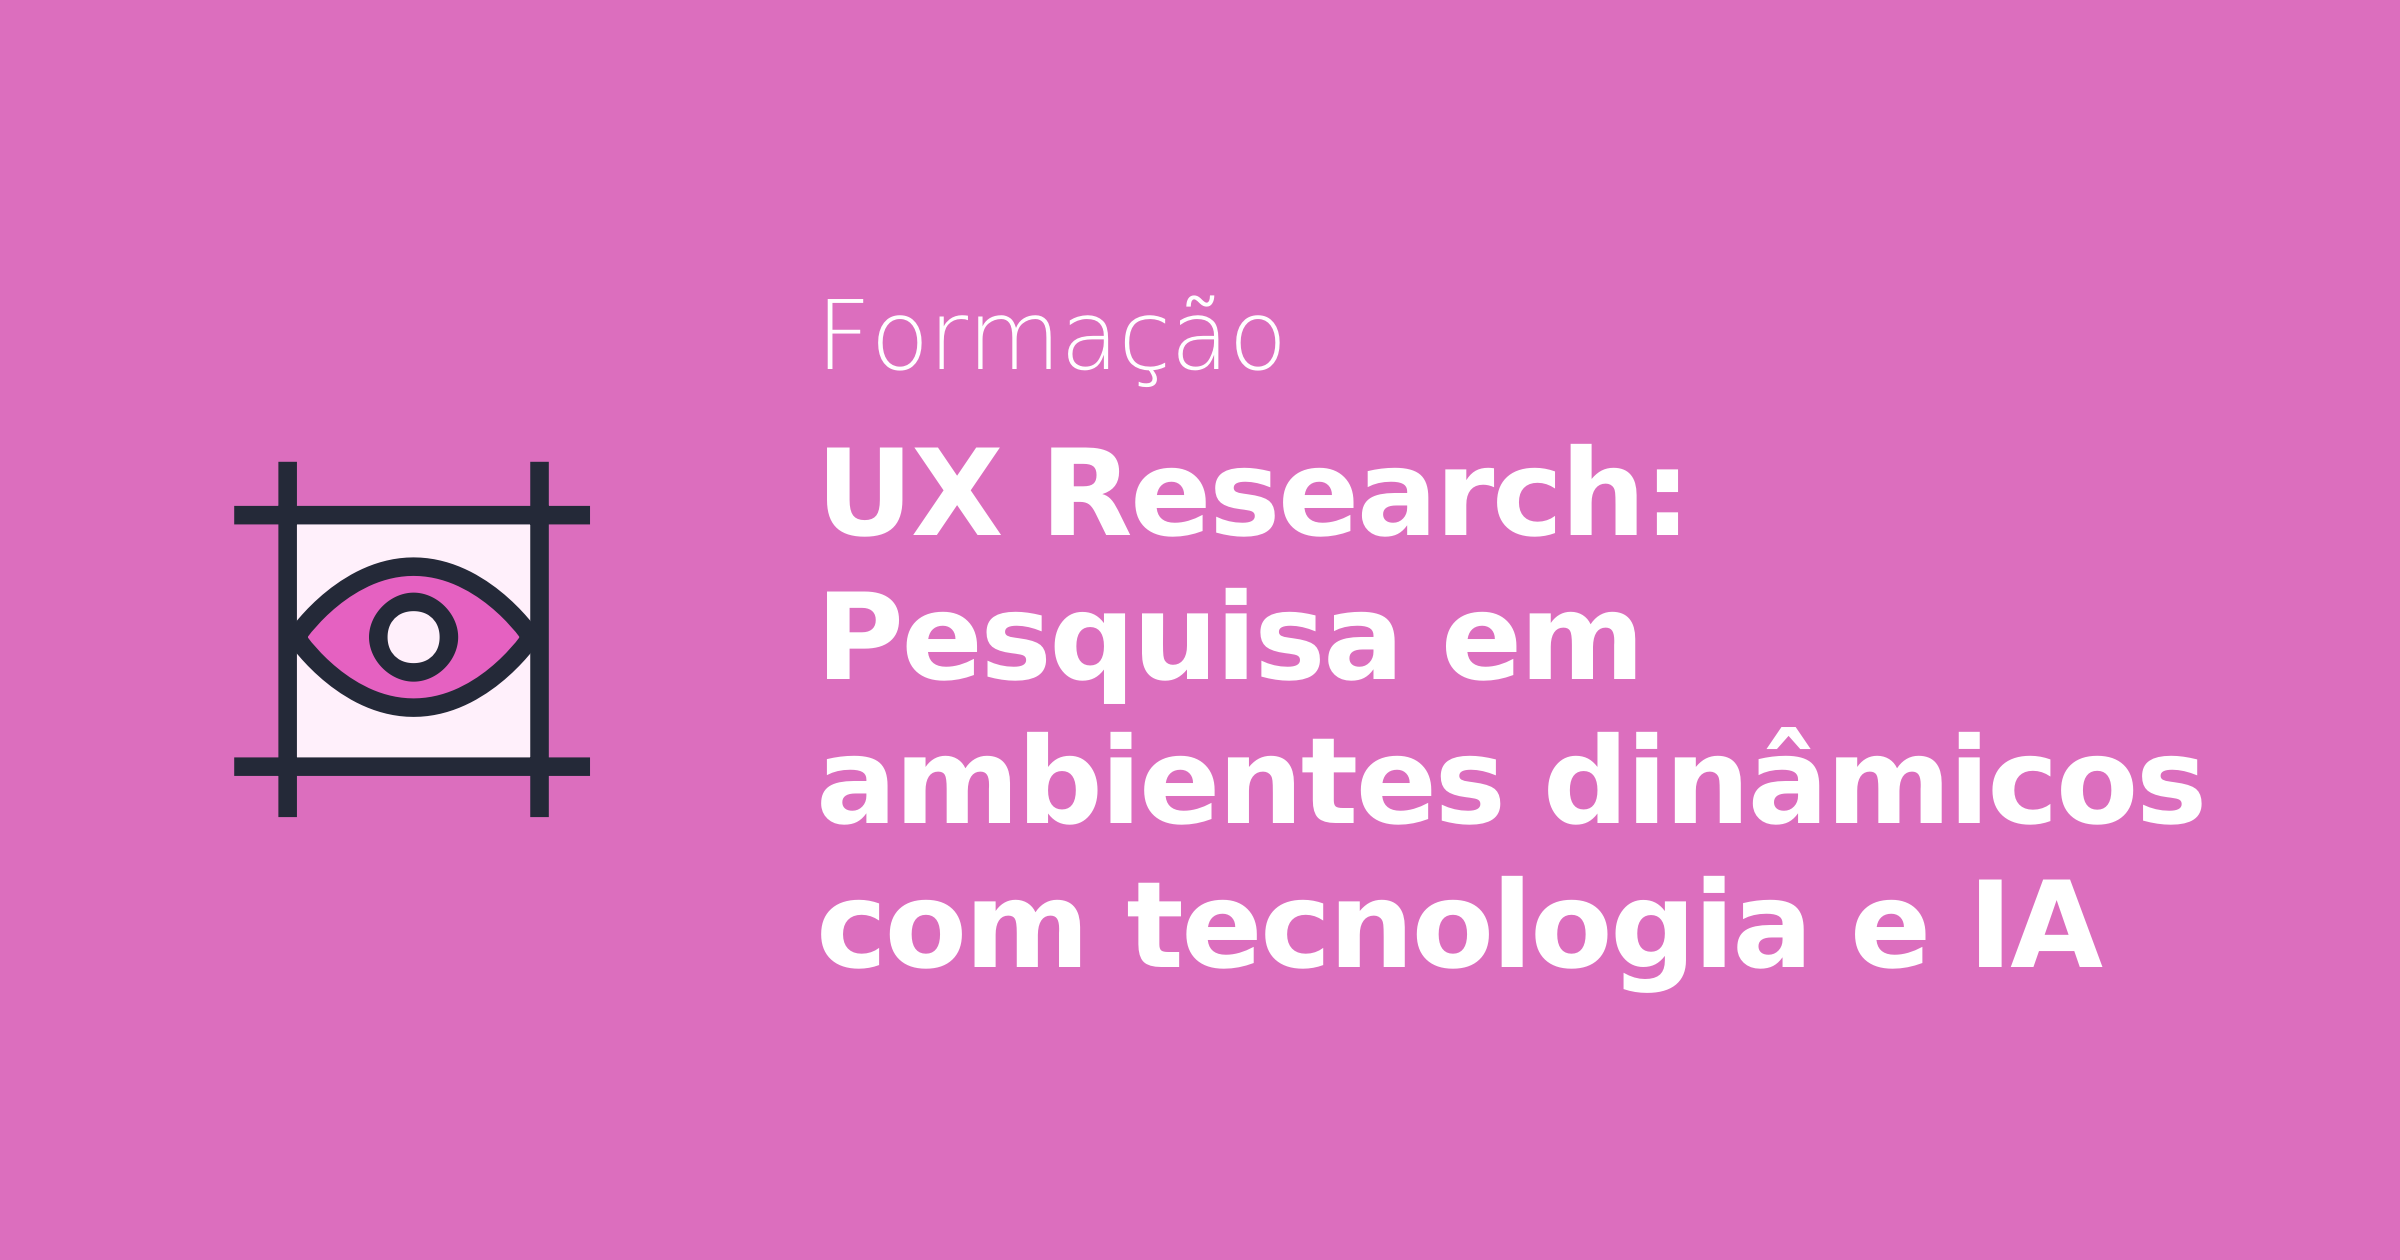 Formação
UX Research:
Pesquisa em
ambientes dinâmicos
com tecnologia e IA